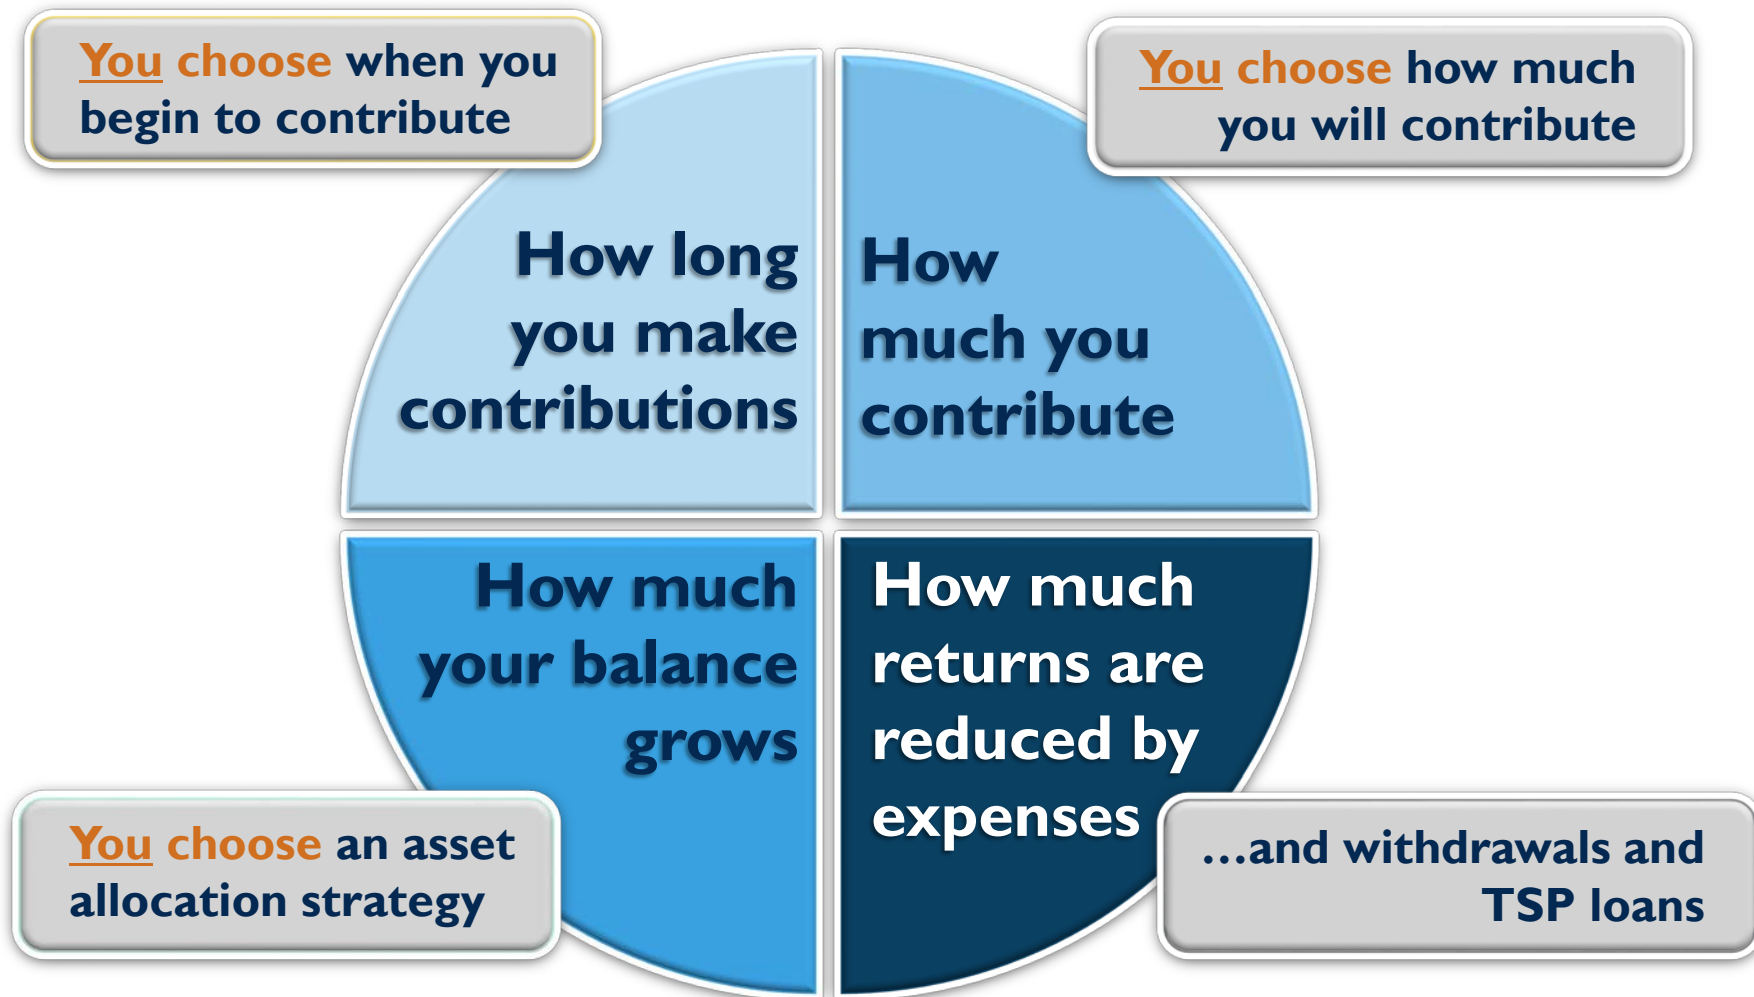 You choose when you
begin to contribute
You choose how much
you will contribute
How long
you make
contributions
How
much you
contribute
How much
your balance
grows
How much
returns are
reduced by
expenses
You choose an asset
allocation strategy
...and withdrawals and
TSP loans